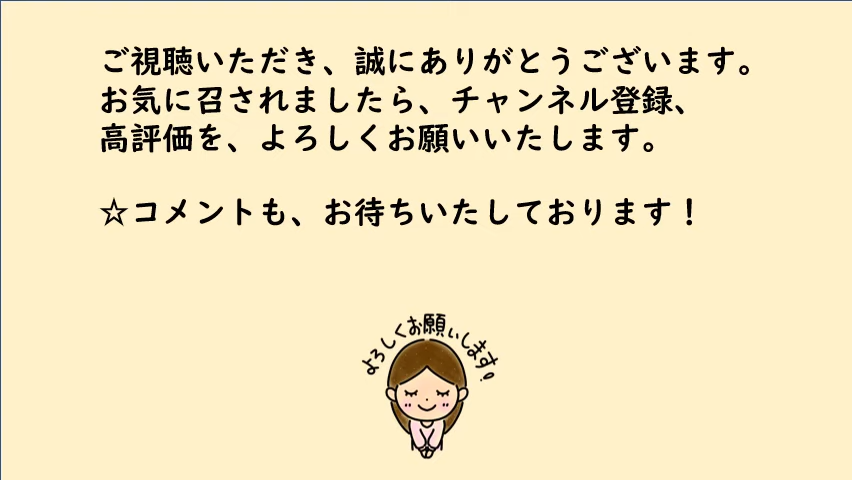 ご視聴いただき、誠にありがとうございます。
お気に召されましたら、チャンネル登録、
高評価を、よろしくお願いいたします。
☆コメントも、お待ちいたしております！
よろしくお願いします!